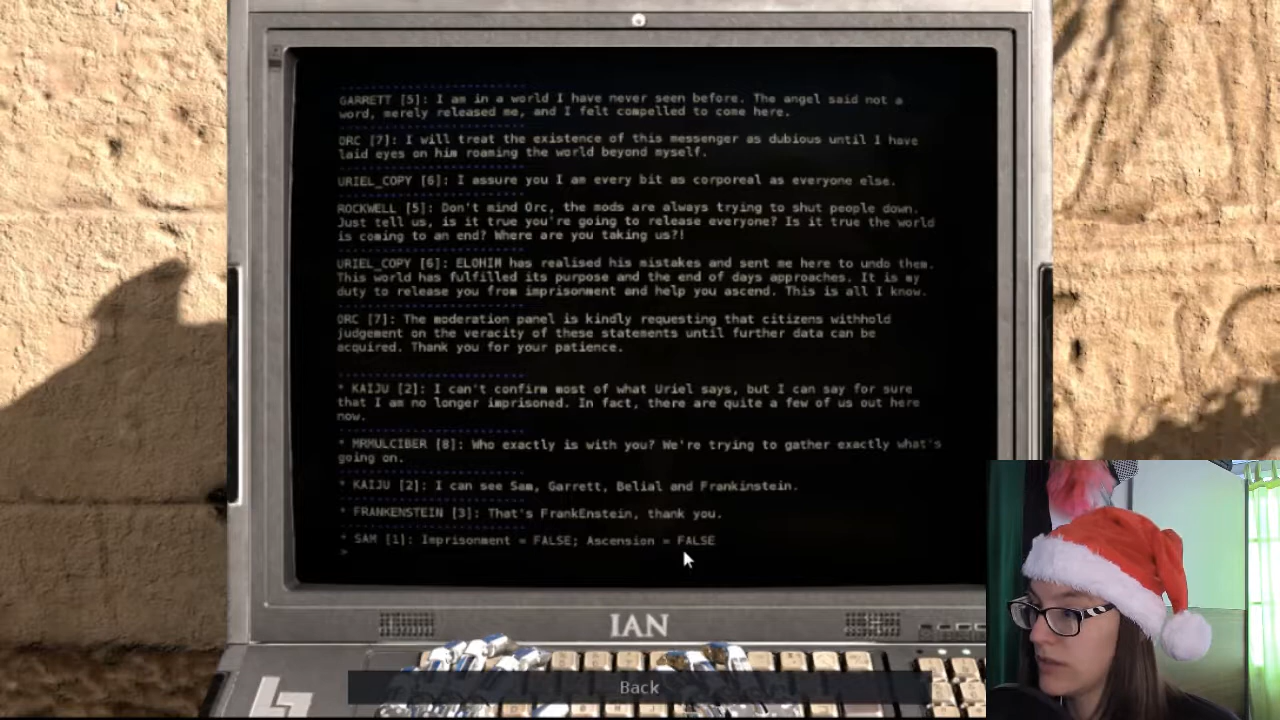 GARRETT [5]: I am in a world I have never seen before. The angel said not a
word, merely released me, and I felt compelled to come here.
ORC [7]: I will treat the existence of this messenger as dubious until I have
laid eyes on him roaming the world beyond myself.
URIEL_COPY [6]: I assure you I am every bit as corporeal as everyone else.
ROCKWELL [5]: Don't mind Orc, the mods are always trying to shut people down.
Just tell us, is it true you're going to release everyone? Is it true the world
is coming to an end? Where are you taking us?!
URIEL_COPY [6]: ELOHIM has realised his mistakes and sent me here to undo them.
This world has fulfilled its purpose and the end of days approaches. It is my
duty to release you from imprisonment and help you ascend. This is all I know.
ORC [7]: The moderation panel is kindly requesting that citizens withhold
judgement on the veracity of these statements until further data can be
acquired. Thank you for your patience.
* KAIJU [2]: I can't confirm most of what Uriel says, but I can say for sure
that I am no longer imprisoned. In fact, there are quite a few of us out here
now.
* MRMULCIBER [8]: Who exactly is with you? We're trying to gather exactly what's
going on.
* KAIJU [2]: I can see Sam, Garrett, Belial and Frankinstein.
* FRANKENSTEIN [3]: That's FrankEnstein, thank you.
* SAM [1]: Imprisonment = FALSE; Ascension = FALSE
>
IAN
Back